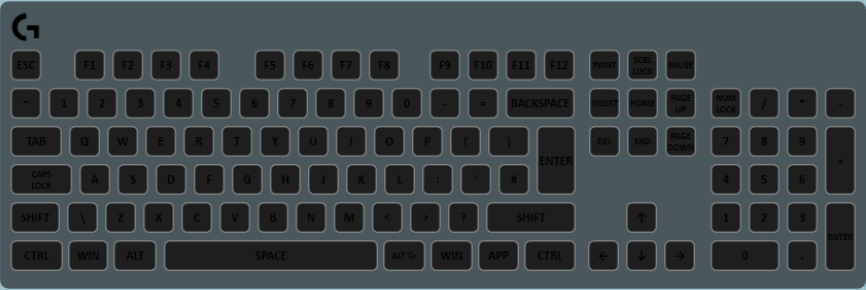 G
ESC F1 F2 F3 F4 F5 F6 F7 F8 F9 F10 F11 F12 PRINT SCRL LOCK PAUSE
~ 1 2 3 4 5 6 7 8 9 0 - = BACKSPACE INSERT HOME PAGE UP NUM LOCK / * -
TAB Q W E R T Y U I O P { } ENTER DEL END PAGE DOWN 7 8 9 +
CAPS LOCK A S D F G H J K L : ' # 4 5 6
SHIFT \ Z X C V B N M < > ? SHIFT ↑ 1 2 3 ENTER
CTRL WIN ALT SPACE ALT Gr WIN APP CTRL ← ↓ → 0 .